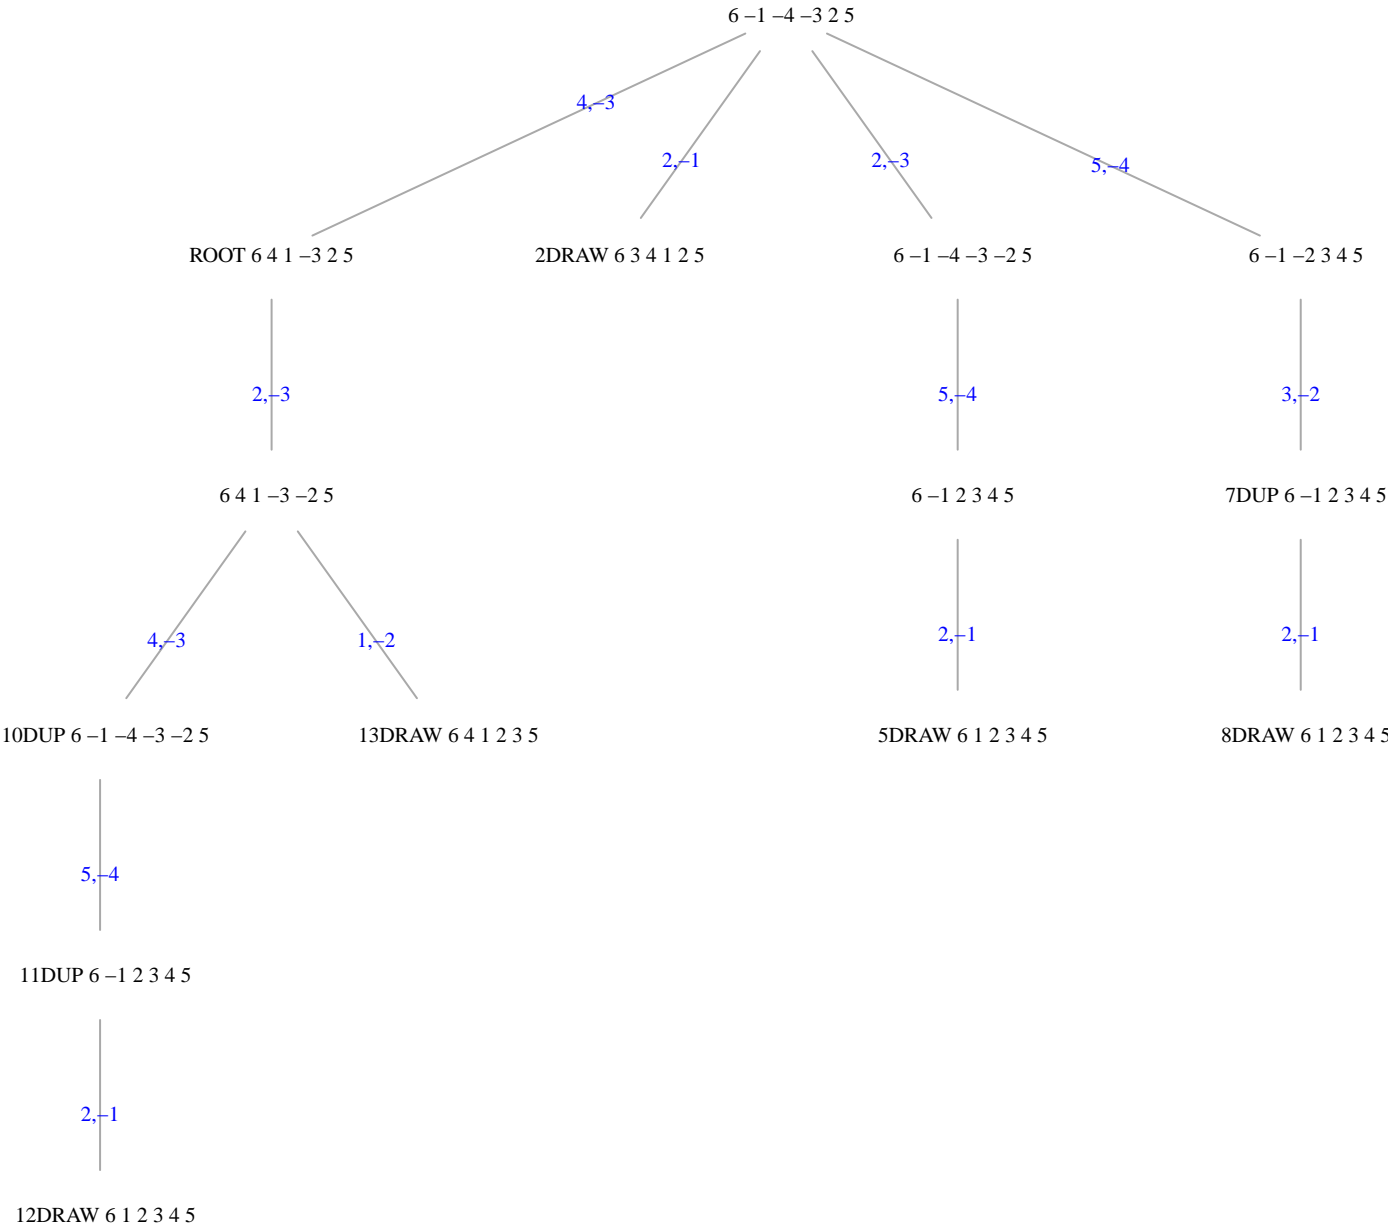 6 –1 –4 –3 2 5
4,–3
2,–1
2,–3
5,–4
ROOT 6 4 1 –3 2 5
2DRAW 6 3 4 1 2 5
6 –1 –4 –3 –2 5
6 –1 –2 3 4 5
2,–3
5,–4
3,–2
6 4 1 –3 –2 5
6 –1 2 3 4 5
7DUP 6 –1 2 3 4 5
4,–3
1,–2
2,–1
2,–1
10DUP 6 –1 –4 –3 –2 5
13DRAW 6 4 1 2 3 5
5DRAW 6 1 2 3 4 5
8DRAW 6 1 2 3 4 5
5,–4
11DUP 6 –1 2 3 4 5
2,–1
12DRAW 6 1 2 3 4 5